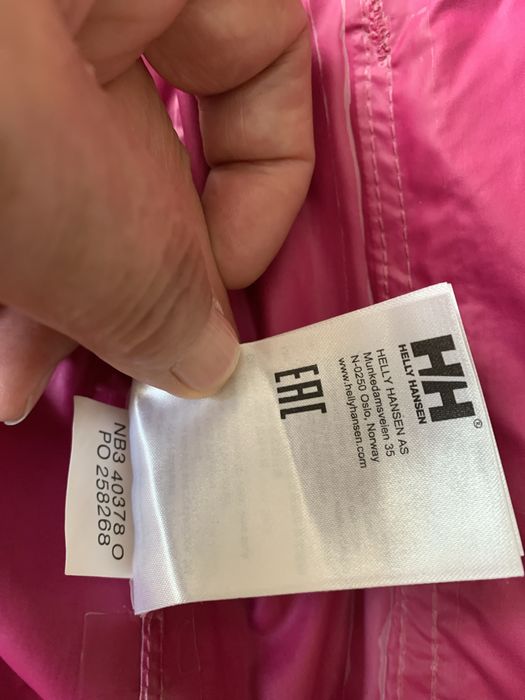 HH®
HELLY HANSEN
HELLY HANSEN AS
Munkedamsveien 35
N-0250 Oslo, Norway
www.hellyhansen.com
EAC
NB3 40378 O
PO 258268